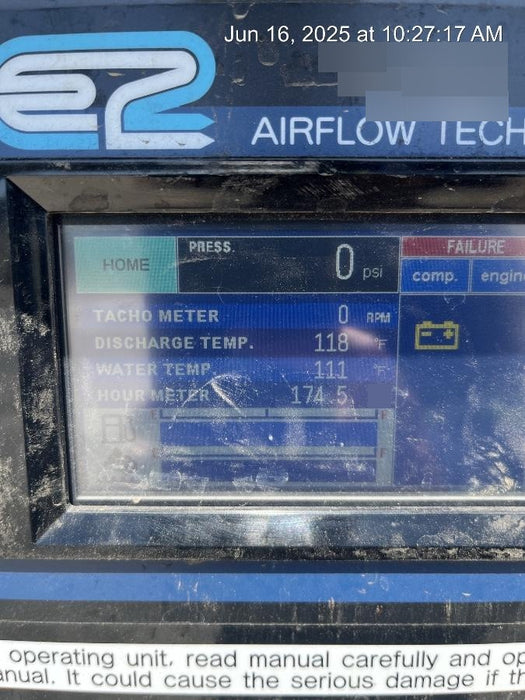 Jun 16, 2025 at 10:27:17 AM
E2
AIRFLOW TECH
HOME
PRESS.
0 psi
FAILURE
comp. engine
TACHO METER 0 RPM
DISCHARGE TEMP. 118 °F
WATER TEMP 111 °F
HOUR METER 174.5
E F
E F
operating unit, read manual carefully and op
anual. It could cause the serious damage if th